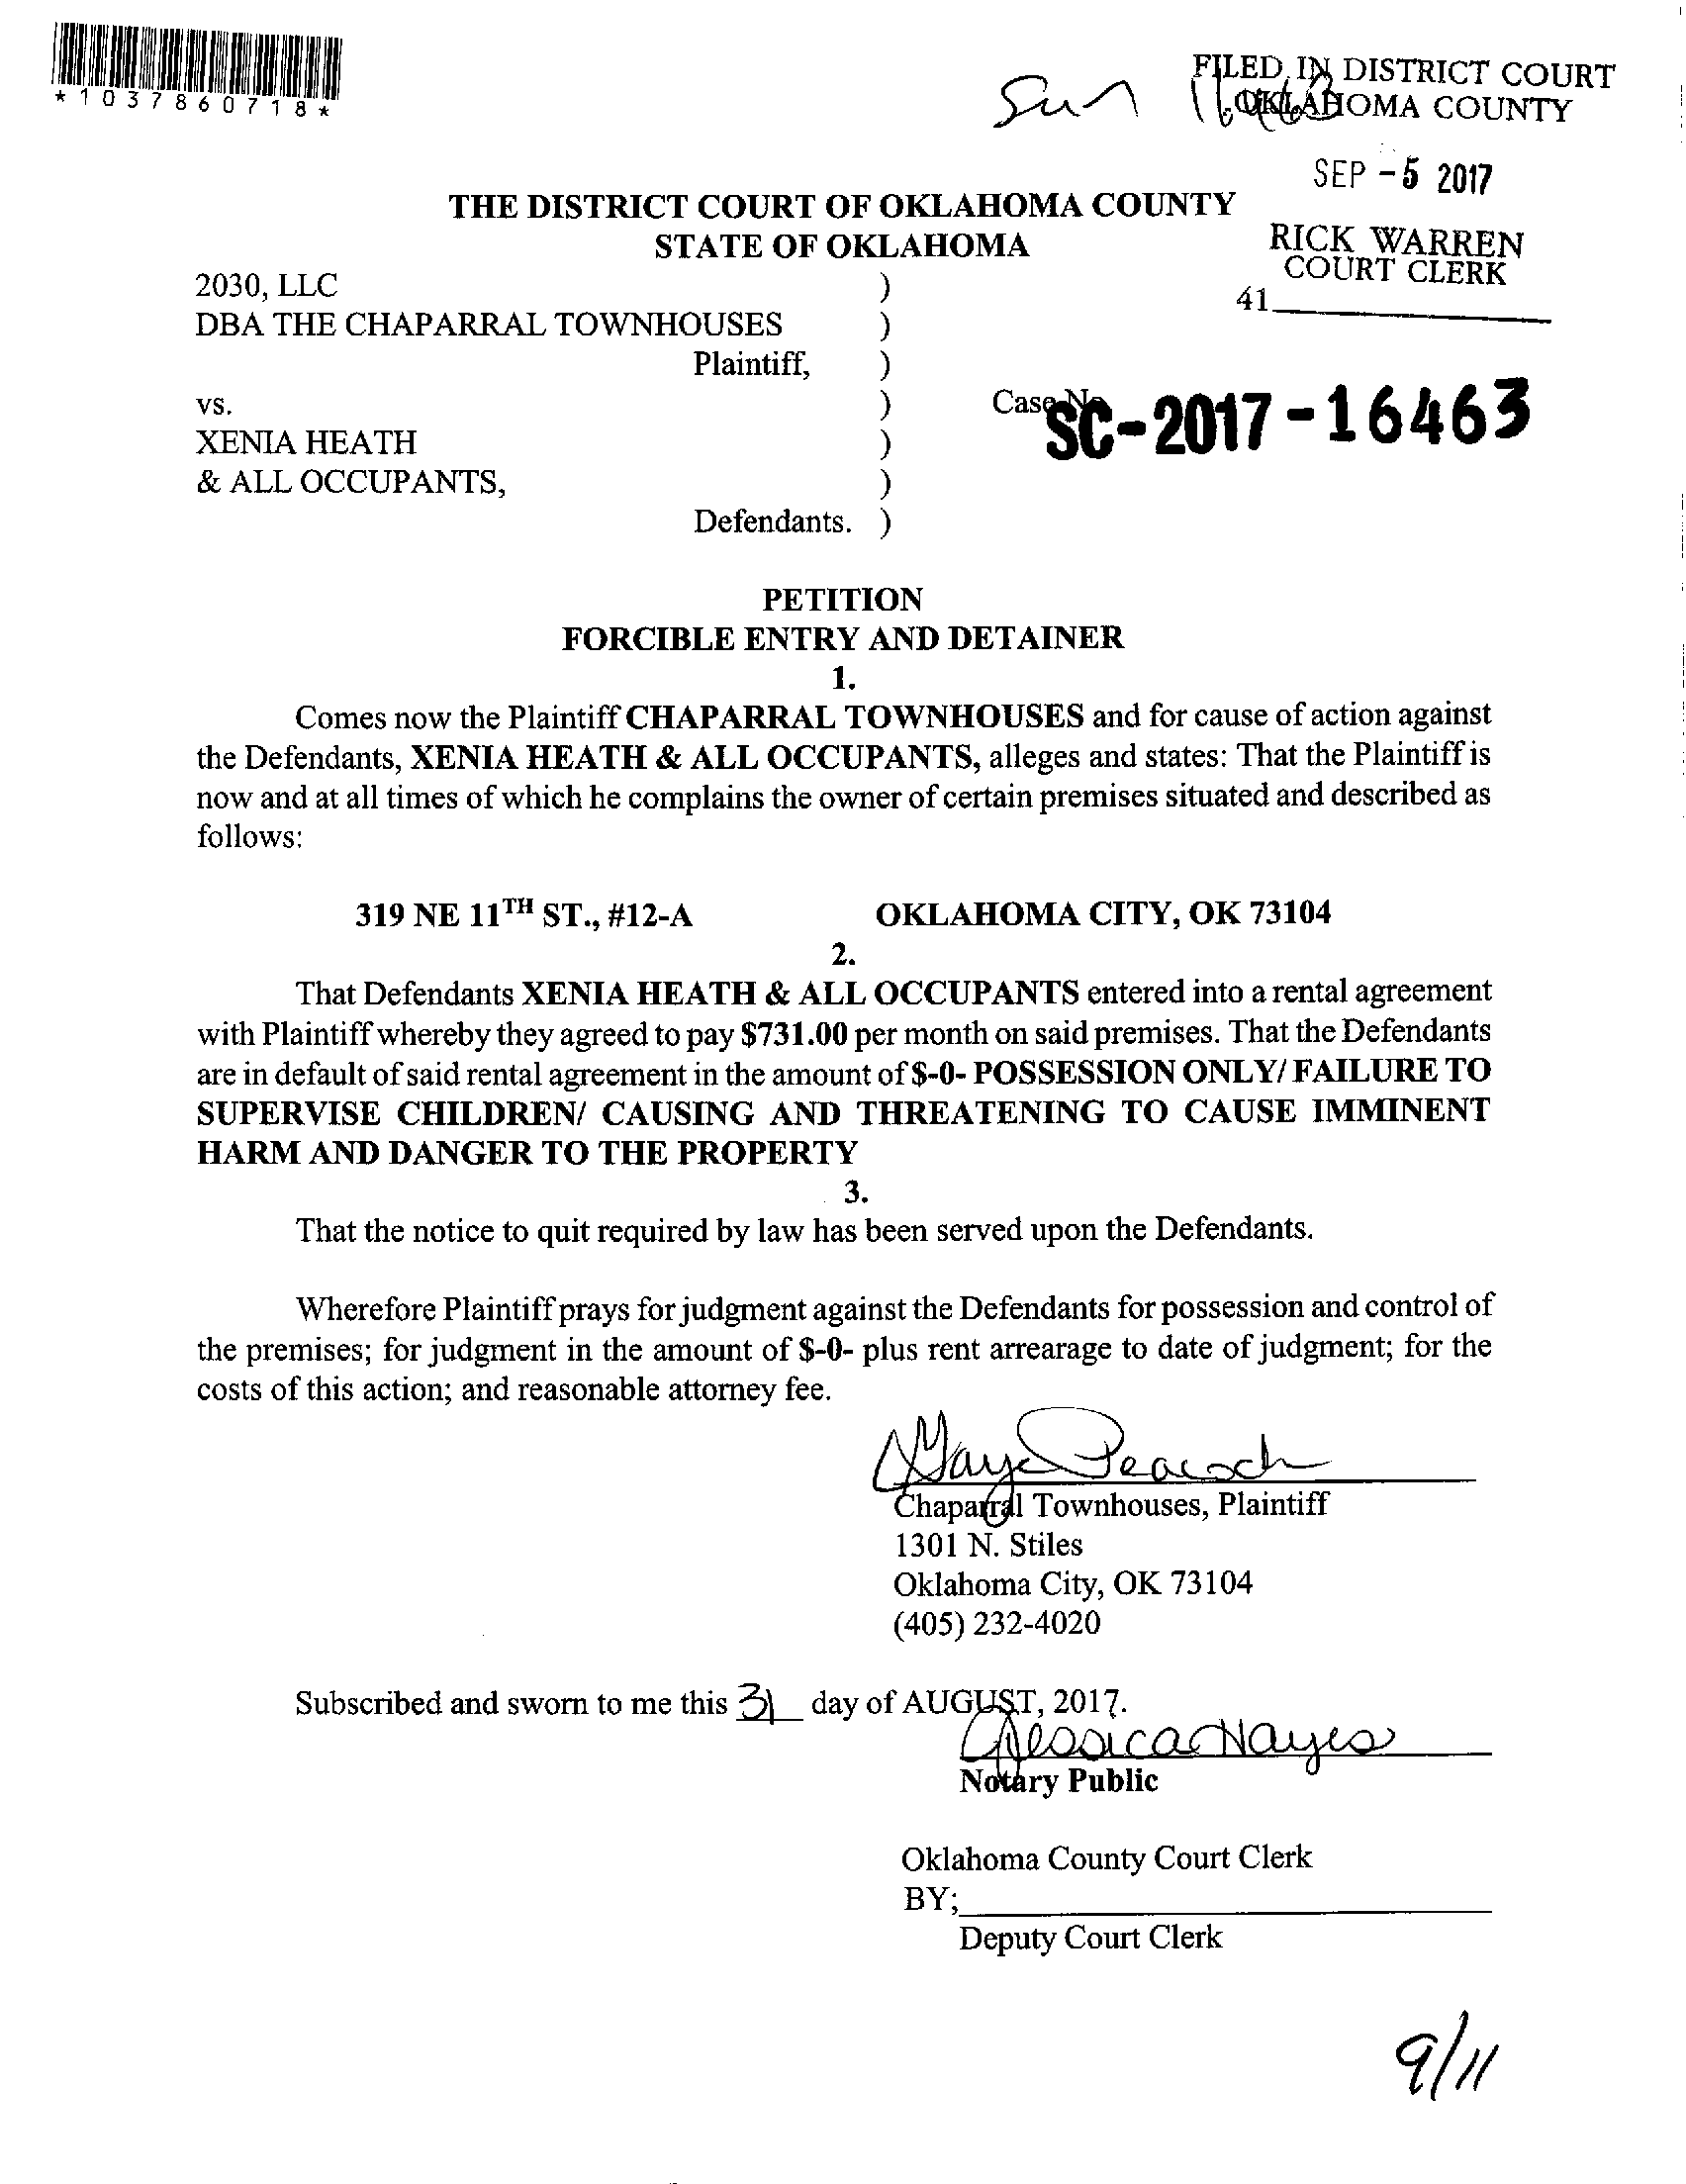 *1037860718*
FILED IN DISTRICT COURT
OKLAHOMA COUNTY
SEP -5 2017
RICK WARREN
COURT CLERK
41
THE DISTRICT COURT OF OKLAHOMA COUNTY
STATE OF OKLAHOMA
2030, LLC )
DBA THE CHAPARRAL TOWNHOUSES )
Plaintiff, )
vs. ) Case No
SC-2017-16463
XENIA HEATH )
& ALL OCCUPANTS, )
Defendants. )
PETITION
FORCIBLE ENTRY AND DETAINER
1.
Comes now the Plaintiff CHAPARRAL TOWNHOUSES and for cause of action against
the Defendants, XENIA HEATH & ALL OCCUPANTS, alleges and states: That the Plaintiff is
now and at all times of which he complains the owner of certain premises situated and described as
follows:
319 NE 11TH ST., #12-A OKLAHOMA CITY, OK 73104
2.
That Defendants XENIA HEATH & ALL OCCUPANTS entered into a rental agreement
with Plaintiff whereby they agreed to pay $731.00 per month on said premises. That the Defendants
are in default of said rental agreement in the amount of $-0- POSSESSION ONLY/ FAILURE TO
SUPERVISE CHILDREN/ CAUSING AND THREATENING TO CAUSE IMMINENT
HARM AND DANGER TO THE PROPERTY
3.
That the notice to quit required by law has been served upon the Defendants.
Wherefore Plaintiff prays for judgment against the Defendants for possession and control of
the premises; for judgment in the amount of $-0- plus rent arrearage to date of judgment; for the
costs of this action; and reasonable attorney fee.
Gaye Peacock
Chaparral Townhouses, Plaintiff
1301 N. Stiles
Oklahoma City, OK 73104
(405) 232-4020
Subscribed and sworn to me this 31 day of AUGUST, 2017.
Jessica Hayes
Notary Public
Oklahoma County Court Clerk
BY;
Deputy Court Clerk
9/11